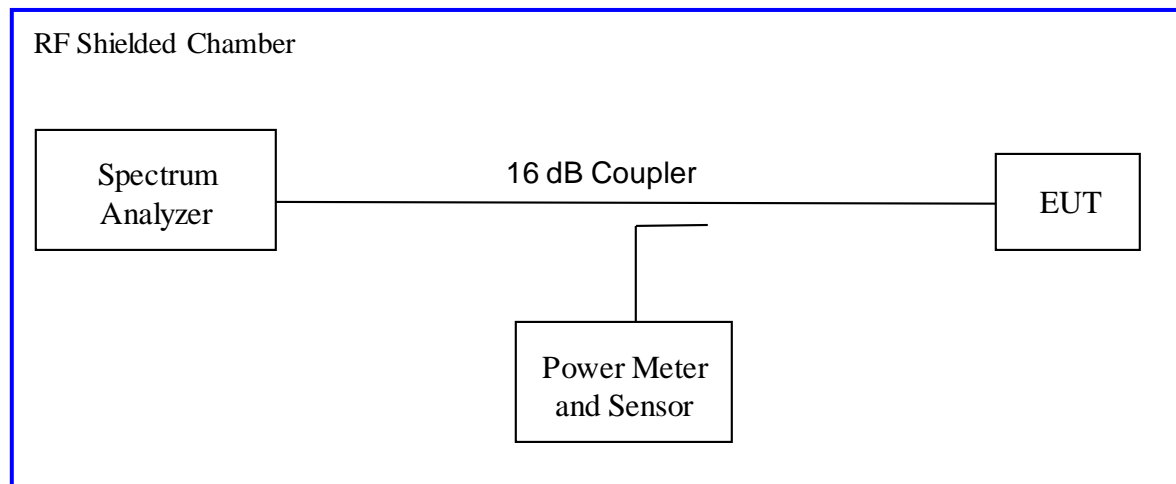 RF Shielded Chamber
Spectrum
Analyzer
16 dB Coupler
EUT
Power Meter
and Sensor